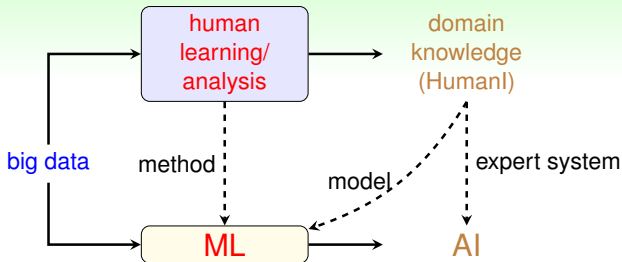 human
learning/
analysis
domain
knowledge
(HumanI)
big data
method
model
expert system
ML
AI